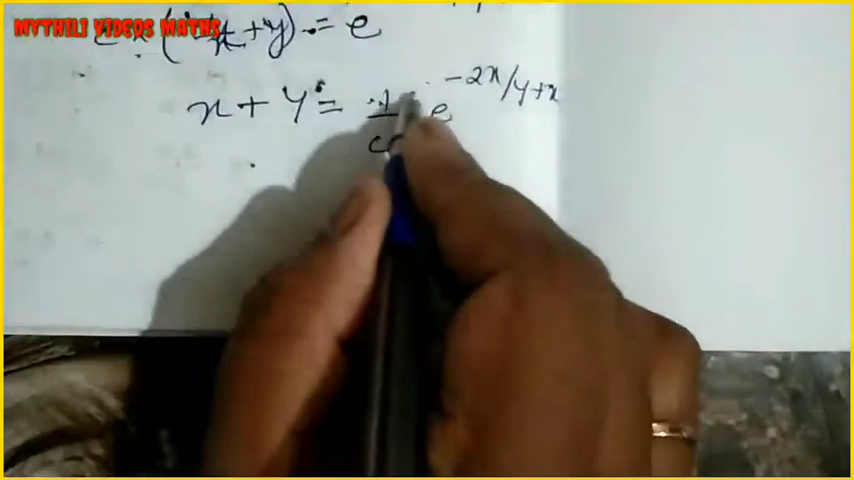 MYTHILI VIDEOS MATHS
x + y) = e
x + y = 1/c e^-2x/y+x